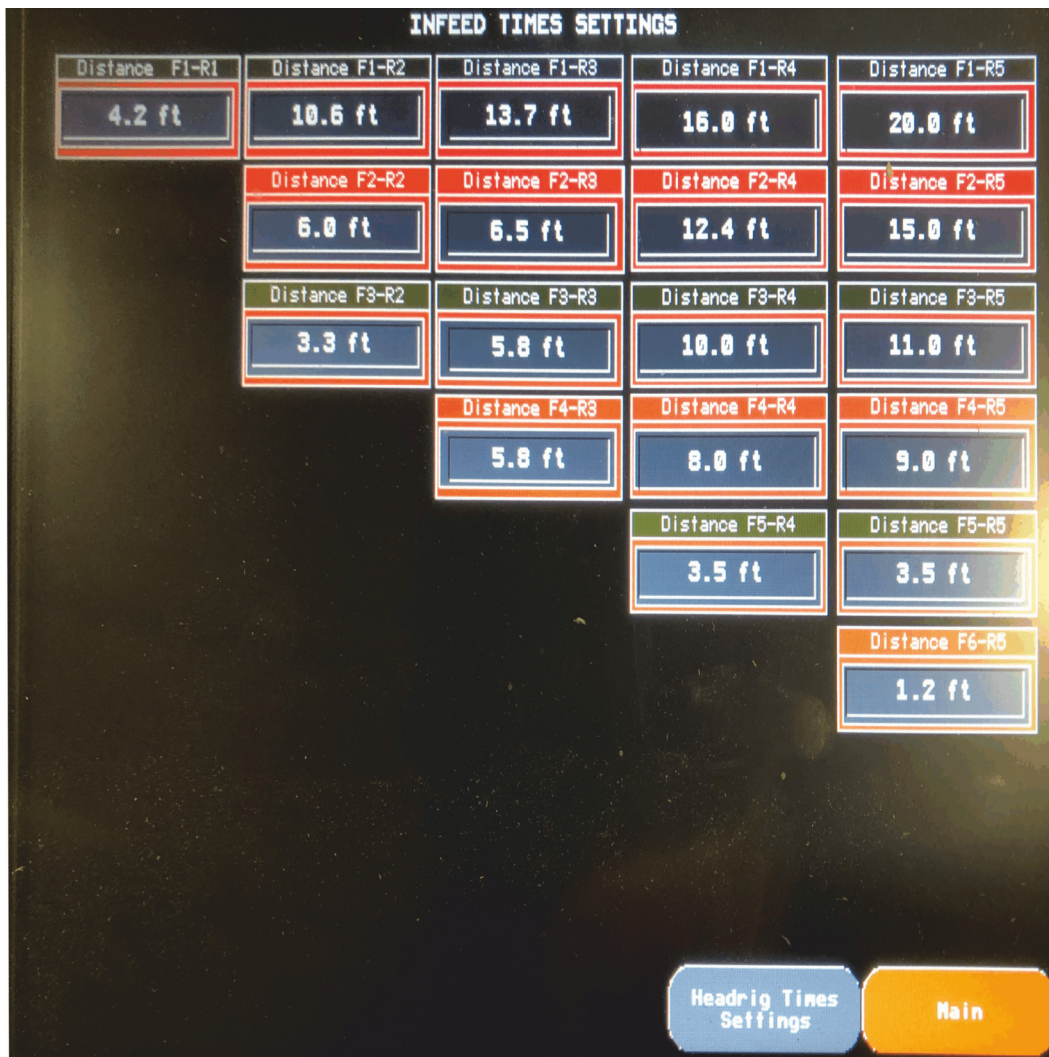 INFEED TIMES SETTINGS
Distance F1-R1 Distance F1-R2 Distance F1-R3 Distance F1-R4 Distance F1-R5
4.2 ft 10.6 ft 13.7 ft 16.0 ft 20.0 ft
Distance F2-R2 Distance F2-R3 Distance F2-R4 Distance F2-R5
6.0 ft 6.5 ft 12.4 ft 15.0 ft
Distance F3-R2 Distance F3-R3 Distance F3-R4 Distance F3-R5
3.3 ft 5.8 ft 10.0 ft 11.0 ft
Distance F4-R3 Distance F4-R4 Distance F4-R5
5.8 ft 8.0 ft 9.0 ft
Distance F5-R4 Distance F5-R5
3.5 ft 3.5 ft
Distance F6-R5
1.2 ft
Headrig Times
Settings
Main